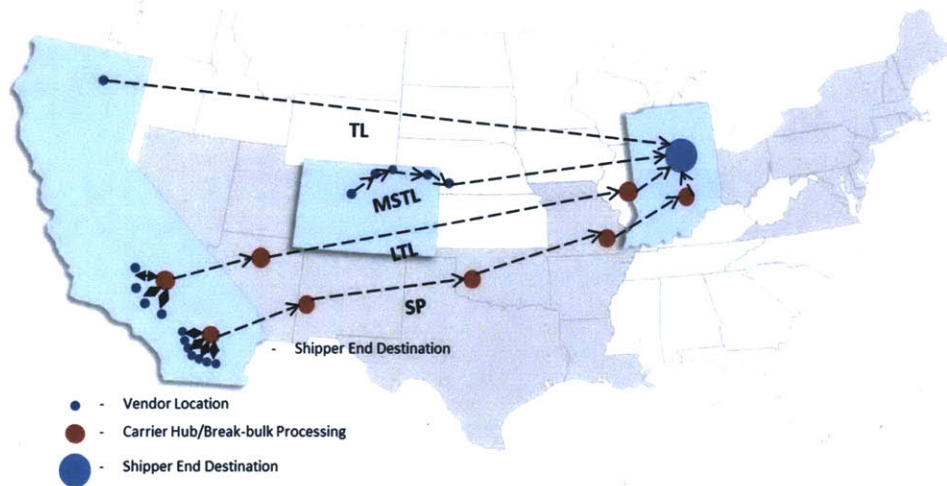 TL
MSTL
LTL
SP
- Shipper End Destination
- Vendor Location
- Carrier Hub/Break-bulk Processing
- Shipper End Destination